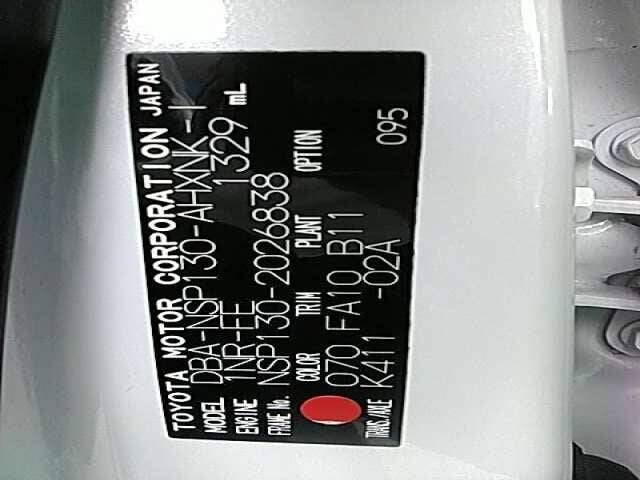 TOYOTA MOTOR CORPORATION JAPAN
MODEL DBA-NSP130-AHXNK-I
ENGINE 1NR-FE 1329 mL
FRAME No. NSP130-2026838
COLOR TRIM PLANT OPTION
070 FA10 B11
TRANS./AXLE K411 -02A 095